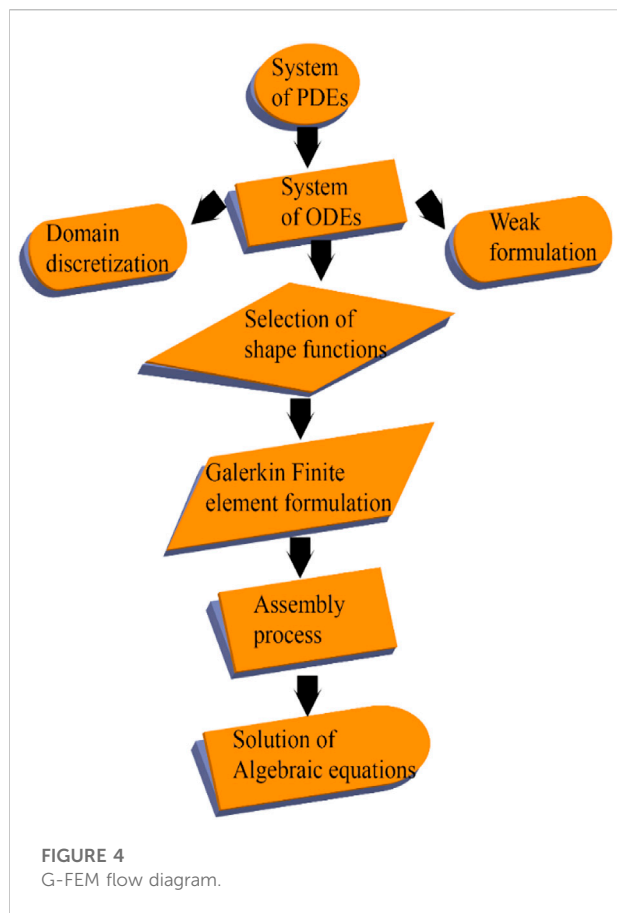 System
of PDEs
System
of ODEs
Domain
discretization
Weak
formulation
Selection of
shape functions
Galerkin Finite
element formulation
Assembly
process
Solution of
Algebraic equations
FIGURE 4
G-FEM flow diagram.